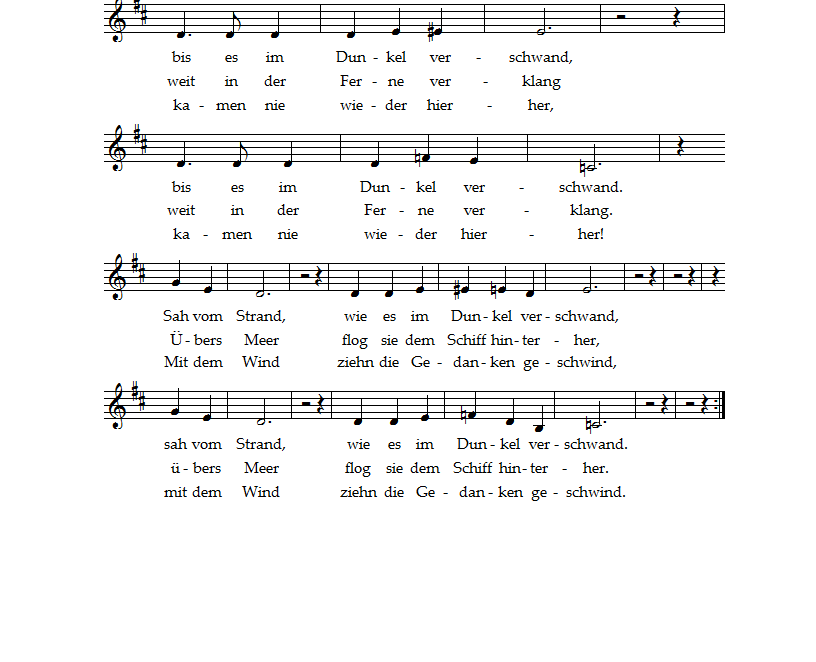 bis es im Dun - kel ver - schwand,
weit in der Fer - ne ver - klang
ka - men nie wie - der hier - her,
bis es im Dun - kel ver - schwand.
weit in der Fer - ne ver - klang.
ka - men nie wie - der hier - her!
Sah vom Strand, wie es im Dun - kel ver - schwand,
Ü - bers Meer flog sie dem Schiff hin - ter - her,
Mit dem Wind ziehn die Ge - dan - ken ge - schwind,
sah vom Strand, wie es im Dun - kel ver - schwand.
ü - bers Meer flog sie dem Schiff hin - ter - her.
mit dem Wind ziehn die Ge - dan - ken ge - schwind.